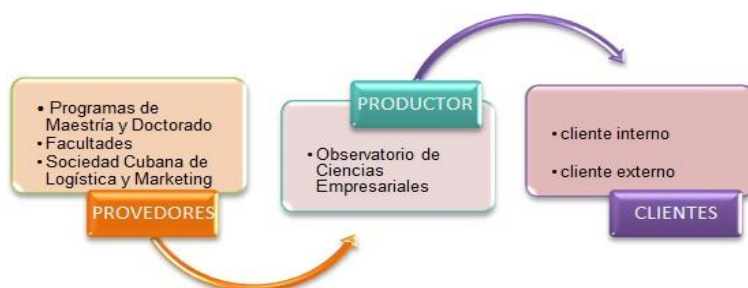 • Programas de
Maestría y Doctorado
• Facultades
• Sociedad Cubana de
Logística y Marketing
PROVEDORES
PRODUCTOR
• Observatorio de
Ciencias
Empresariales
• cliente interno
• cliente externo
CLIENTES